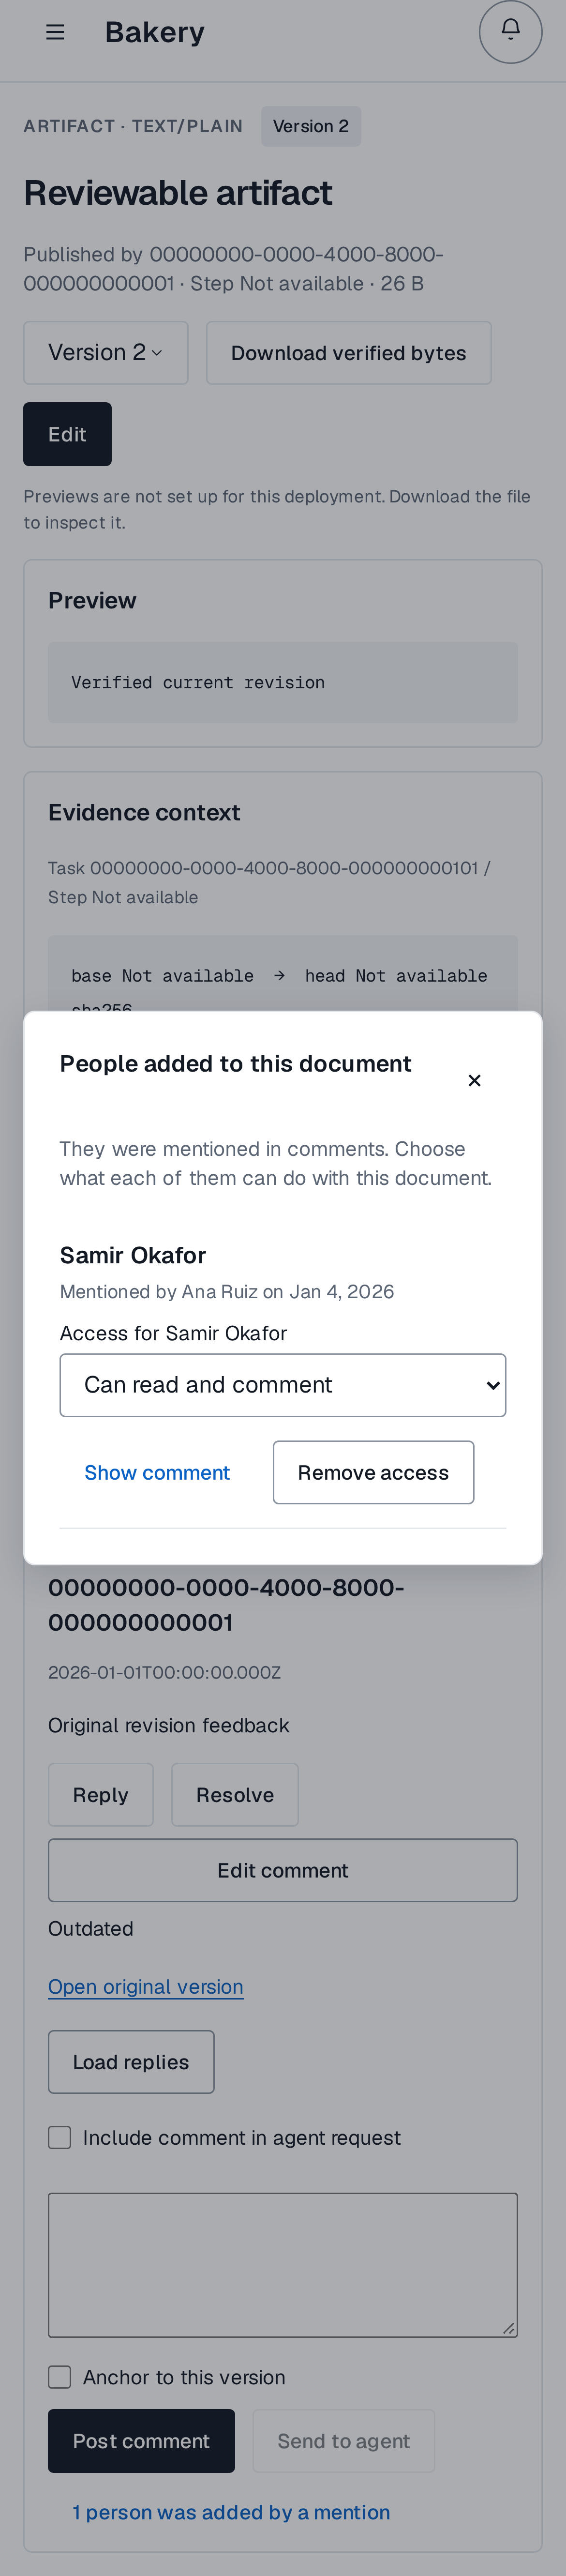 Bakery
ARTIFACT · TEXT/PLAIN Version 2
Reviewable artifact
Published by 00000000-0000-4000-8000-
000000000001 · Step Not available · 26 B
Version 2 Download verified bytes
Edit
Previews are not set up for this deployment. Download the file
to inspect it.
Preview
Verified current revision
Evidence context
Task 00000000-0000-4000-8000-000000000101 /
Step Not available
base Not available → head Not available
sha256
People added to this document ×
They were mentioned in comments. Choose
what each of them can do with this document.
Samir Okafor
Mentioned by Ana Ruiz on Jan 4, 2026
Access for Samir Okafor
Can read and comment
Show comment Remove access
00000000-0000-4000-8000-
000000000001
2026-01-01T00:00:00.000Z
Original revision feedback
Reply Resolve
Edit comment
Outdated
Open original version
Load replies
Include comment in agent request
Anchor to this version
Post comment Send to agent
1 person was added by a mention